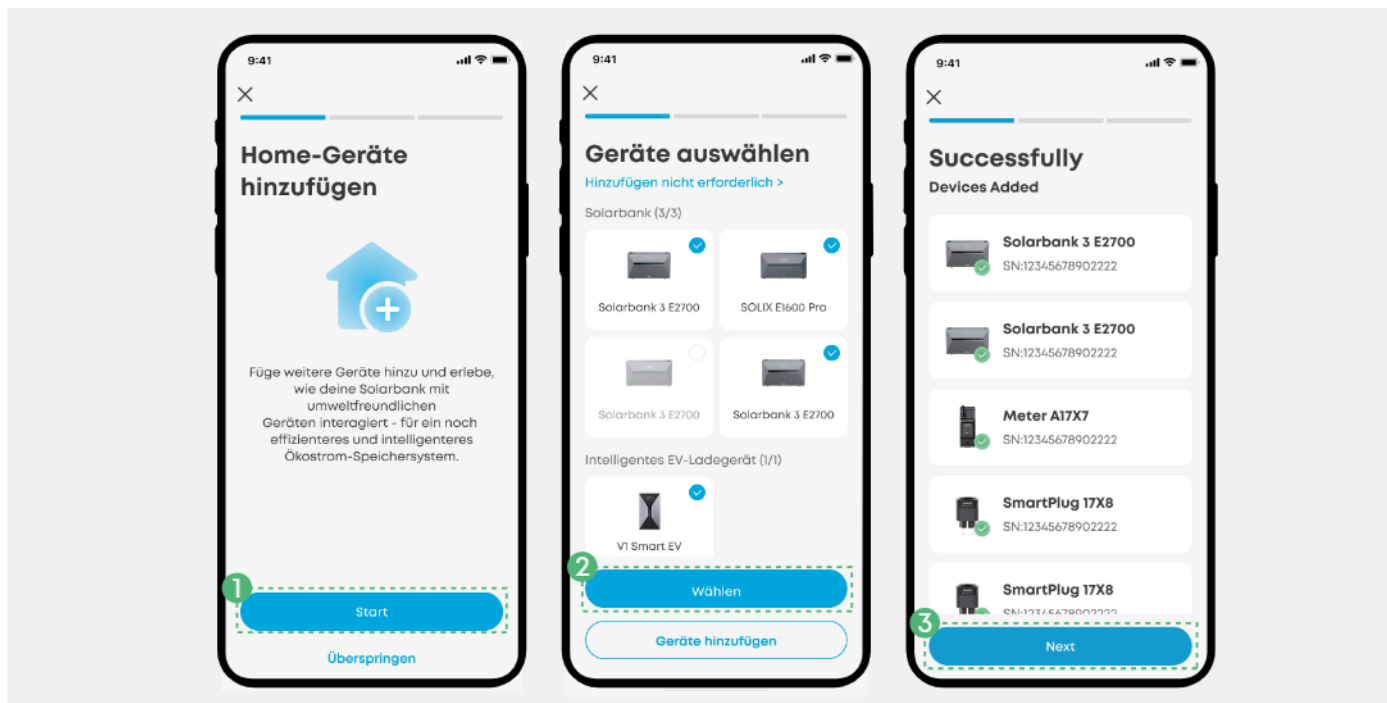 9:41
Home-Geräte
hinzufügen
Füge weitere Geräte hinzu und erlebe,
wie deine Solarbank mit
umweltfreundlichen
Geräten interagiert - für ein noch
effizienteres und intelligenteres
Ökostrom-Speichersystem.
1
Start
Überspringen
9:41
Geräte auswählen
Hinzufügen nicht erforderlich >
Solarbank (3/3)
Solarbank 3 E2700
SOLIX E1600 Pro
Solarbank 3 E2700
Solarbank 3 E2700
Intelligentes EV-Ladegerät (1/1)
V1 Smart EV
2
Wählen
Geräte hinzufügen
9:41
Successfully
Devices Added
Solarbank 3 E2700
SN:12345678902222
Solarbank 3 E2700
SN:12345678902222
Meter A17X7
SN:12345678902222
SmartPlug 17X8
SN:12345678902222
SmartPlug 17X8
SN:12345678902222
3
Next